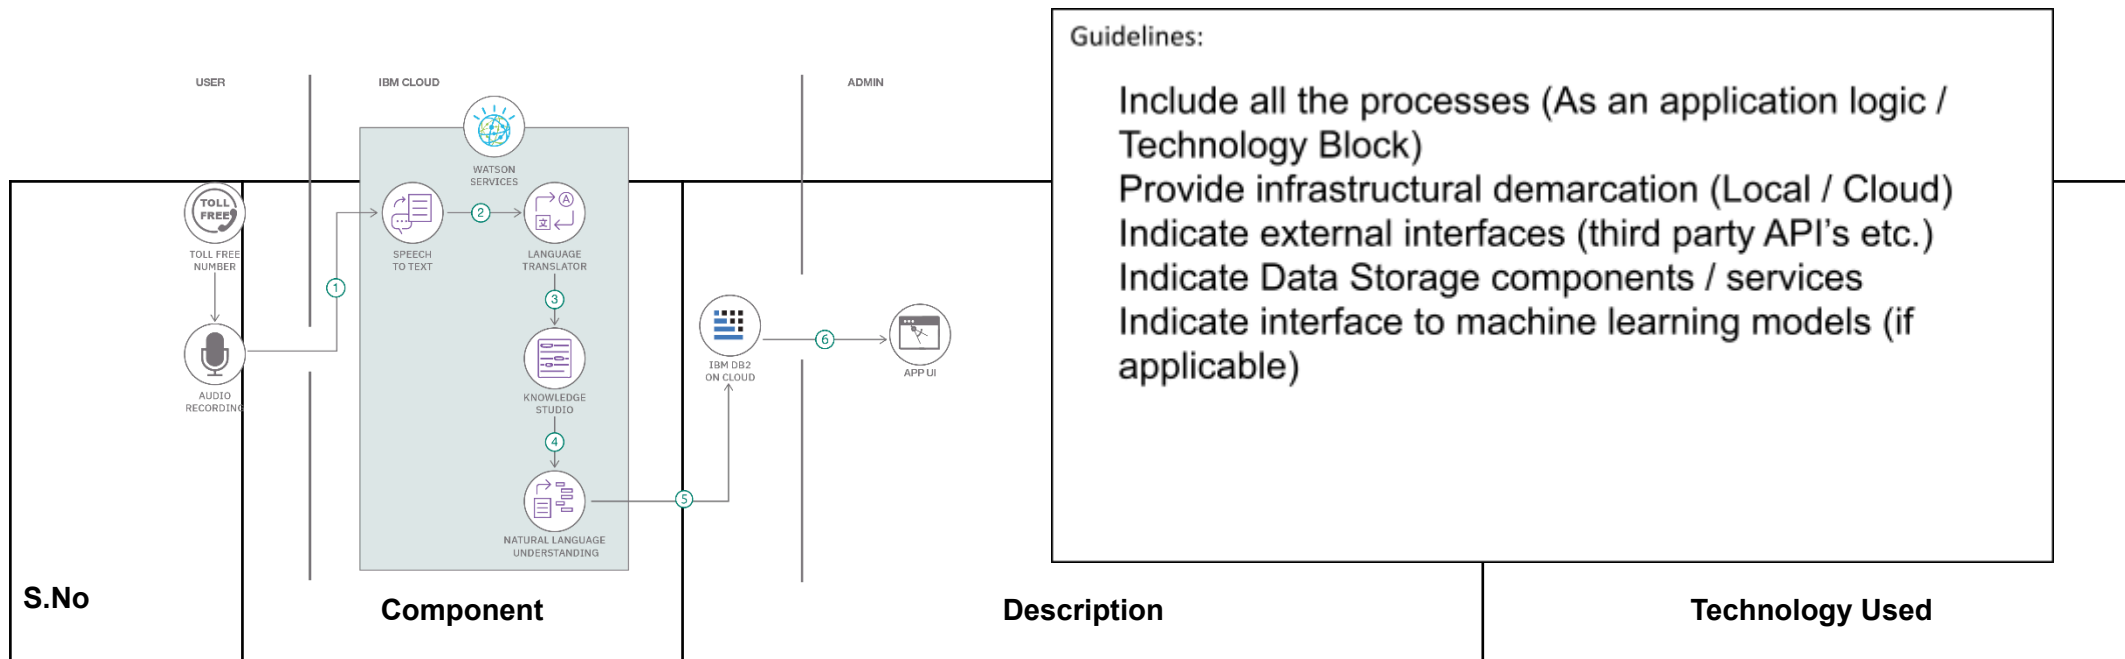 USER
IBM CLOUD
ADMIN
WATSON
SERVICES
TOLL
FREE
TOLL FREE
NUMBER
AUDIO
RECORDING
1
SPEECH
TO TEXT
2
A
文
LANGUAGE
TRANSLATOR
3
KNOWLEDGE
STUDIO
4
NATURAL LANGUAGE
UNDERSTANDING
5
IBM DB2
ON CLOUD
6
APP UI
Guidelines:
Include all the processes (As an application logic /
Technology Block)
Provide infrastructural demarcation (Local / Cloud)
Indicate external interfaces (third party API's etc.)
Indicate Data Storage components / services
Indicate interface to machine learning models (if
applicable)
S.No
Component
Description
Technology Used